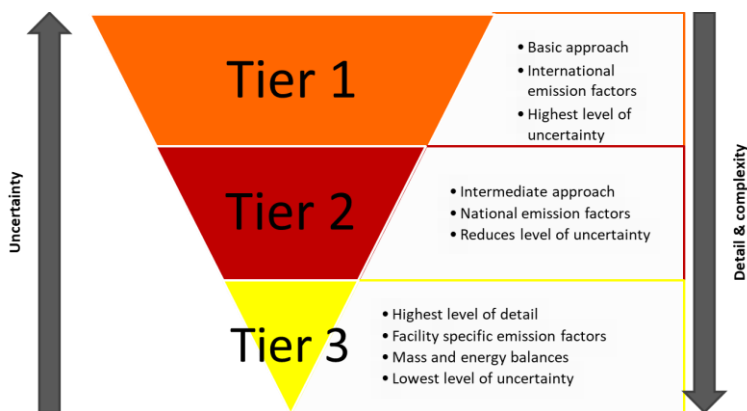 Tier 1
• Basic approach
• International
emission factors
• Highest level of
uncertainty
Tier 2
• Intermediate approach
• National emission factors
• Reduces level of uncertainty
Tier 3
• Highest level of detail
• Facility specific emission factors
• Mass and energy balances
• Lowest level of uncertainty
Uncertainty
Detail & complexity